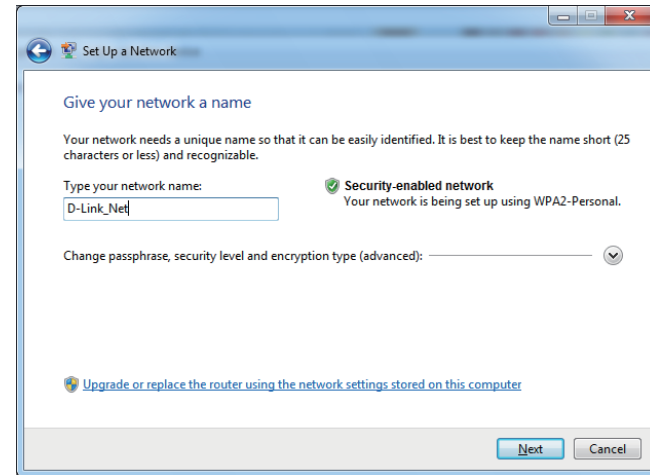 Set Up a Network
Give your network a name
Your network needs a unique name so that it can be easily identified. It is best to keep the name short (25
characters or less) and recognizable.
Type your network name:
Security-enabled network
D-Link_Net
Your network is being set up using WPA2-Personal.
Change passphrase, security level and encryption type (advanced):
Upgrade or replace the router using the network settings stored on this computer
Next
Cancel